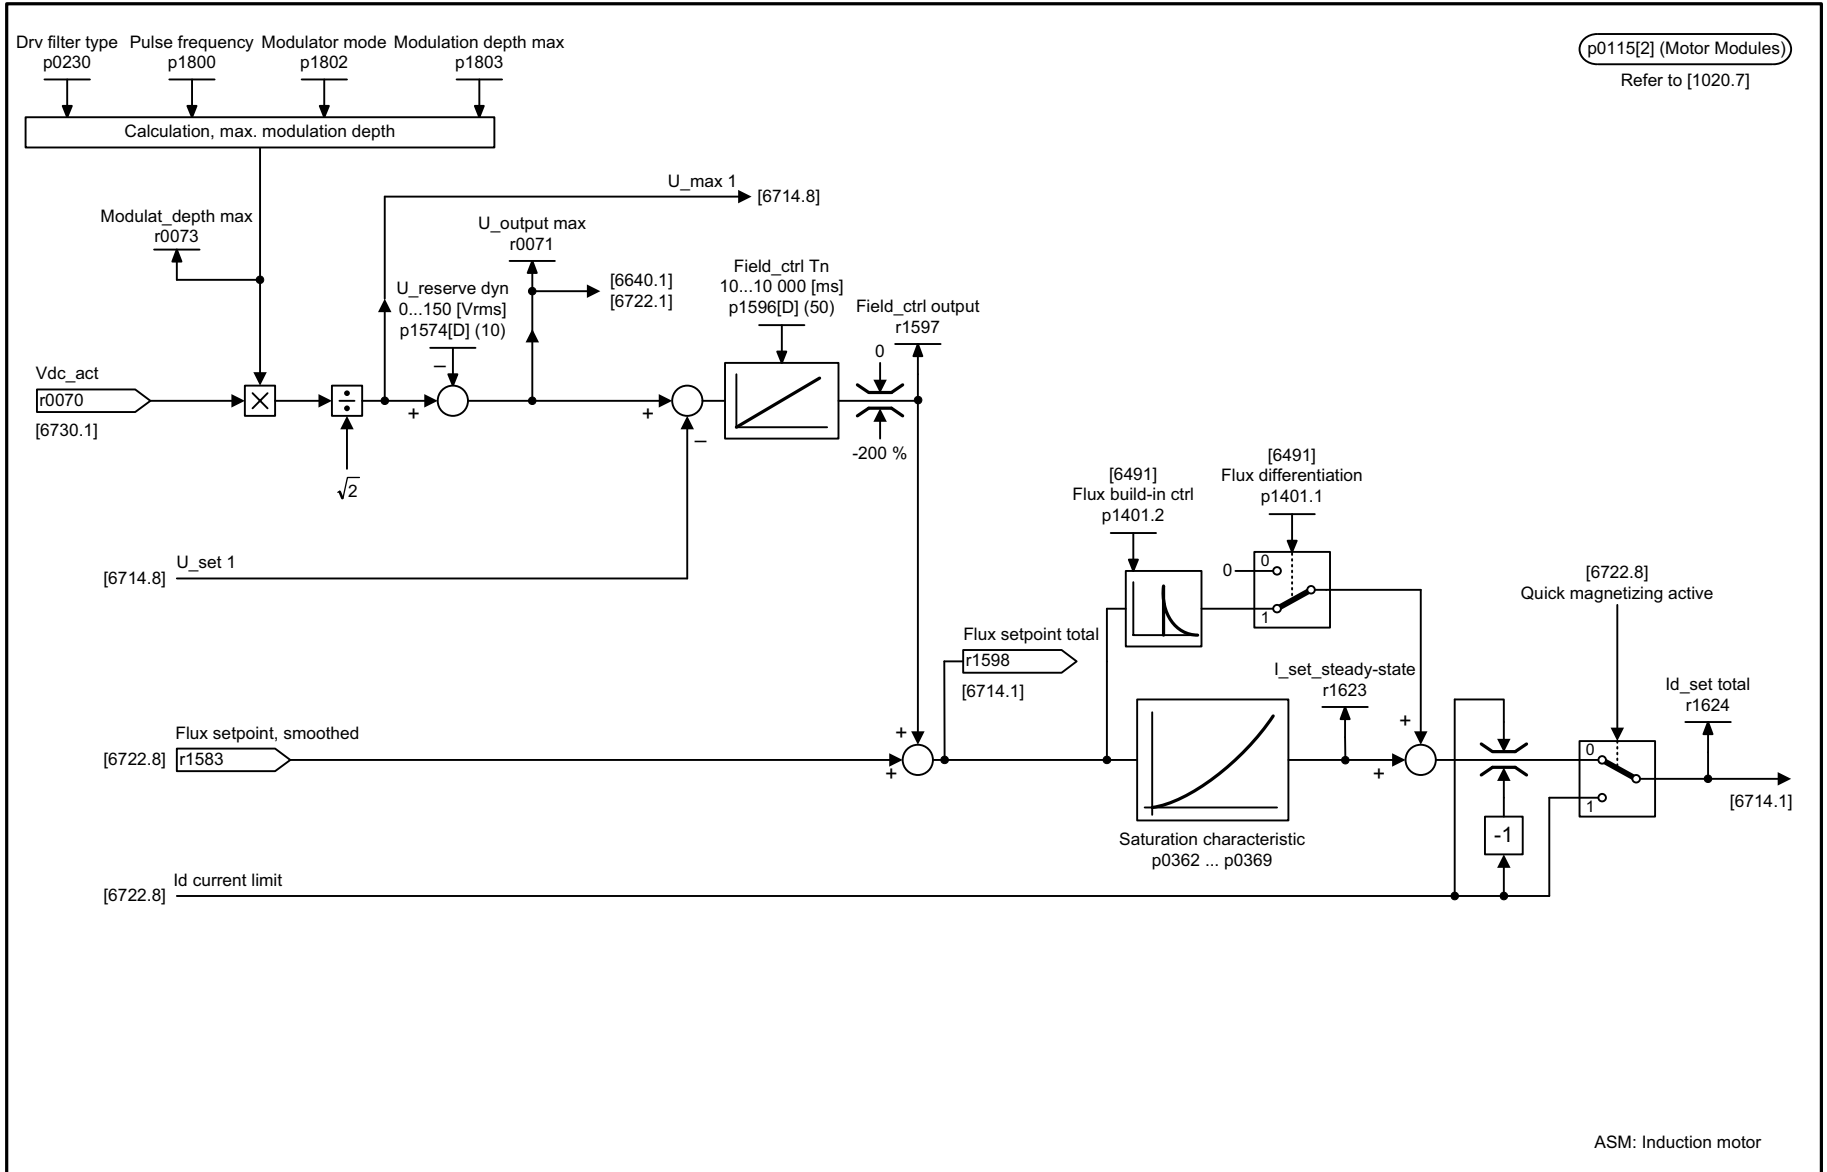 Drv filter type
p0230
Pulse frequency
p1800
Modulator mode
p1802
Modulation depth max
p1803
p0115[2] (Motor Modules)
Refer to [1020.7]
Calculation, max. modulation depth
U_max 1
[6714.8]
Modulat_depth max
r0073
U_output max
r0071
[6640.1]
[6722.1]
U_reserve dyn
0...150 [Vrms]
p1574[D] (10)
Field_ctrl Tn
10...10 000 [ms]
p1596[D] (50)
Field_ctrl output
r1597
0
-200 %
Vdc_act
r0070
[6730.1]
×
÷
√2
+
–
+
–
U_set 1
[6714.8]
[6491]
Flux build-in ctrl
p1401.2
[6491]
Flux differentiation
p1401.1
0
0
1
[6722.8]
Quick magnetizing active
Flux setpoint total
r1598
[6714.1]
I_set_steady-state
r1623
Id_set total
r1624
Flux setpoint, smoothed
[6722.8]
r1583
+
+
+
+
0
1
[6714.1]
-1
Saturation characteristic
p0362 ... p0369
Id current limit
[6722.8]
ASM: Induction motor